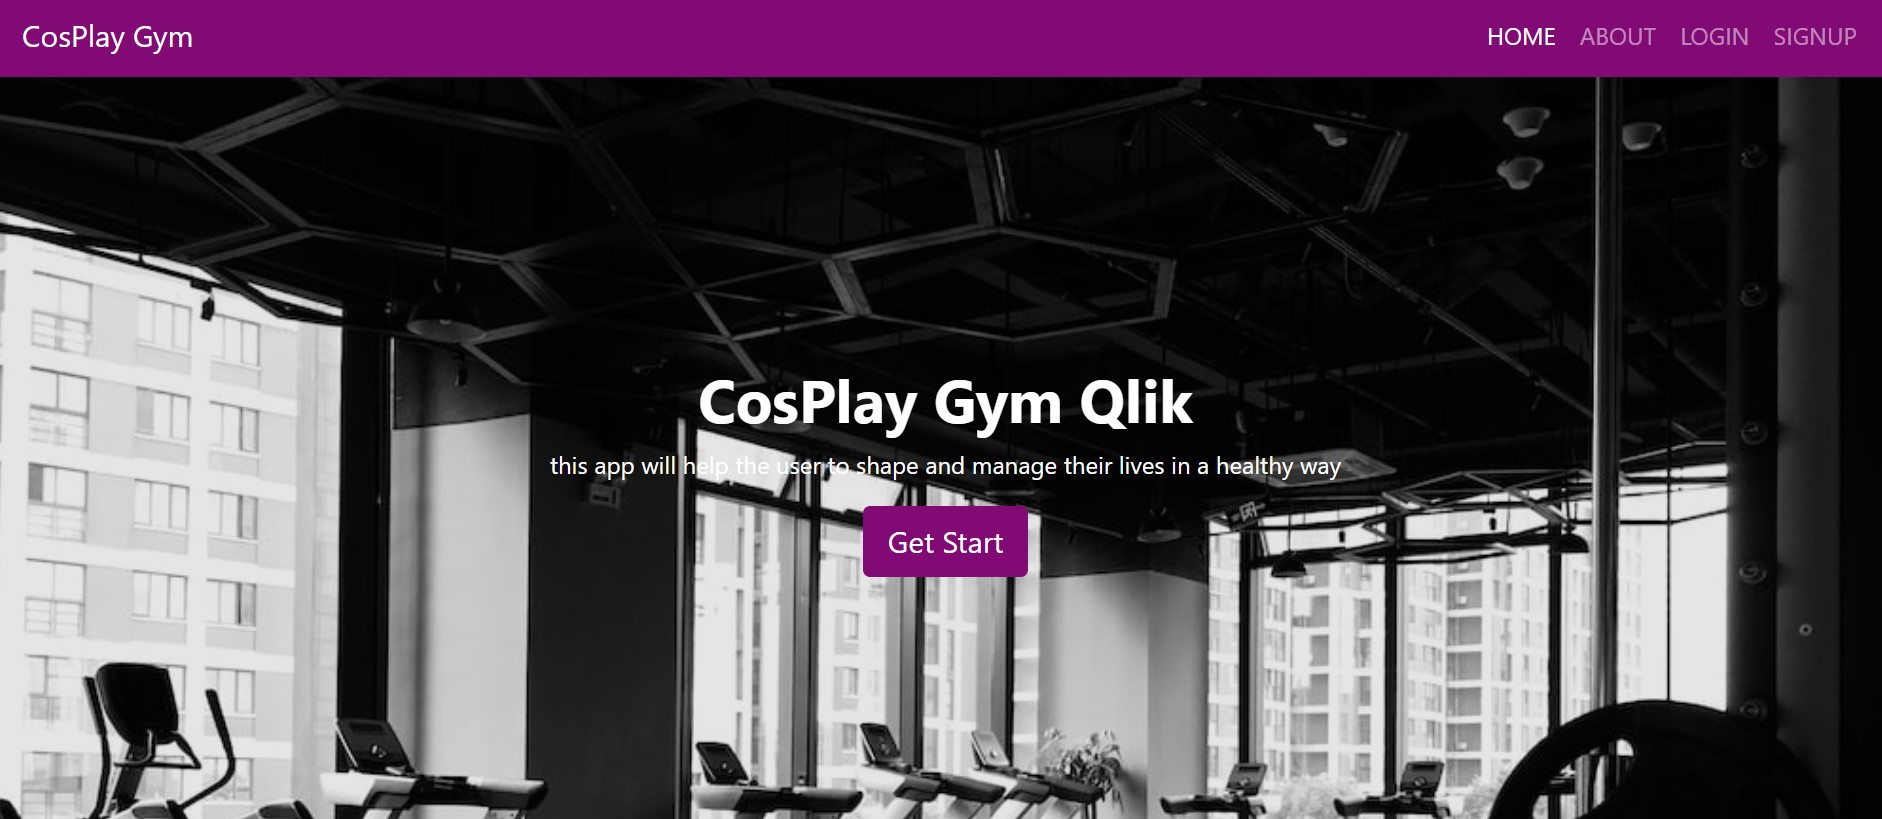 CosPlay Gym
HOME ABOUT LOGIN SIGNUP
CosPlay Gym Qlik
this app will help the user to shape and manage their lives in a healthy way
Get Start